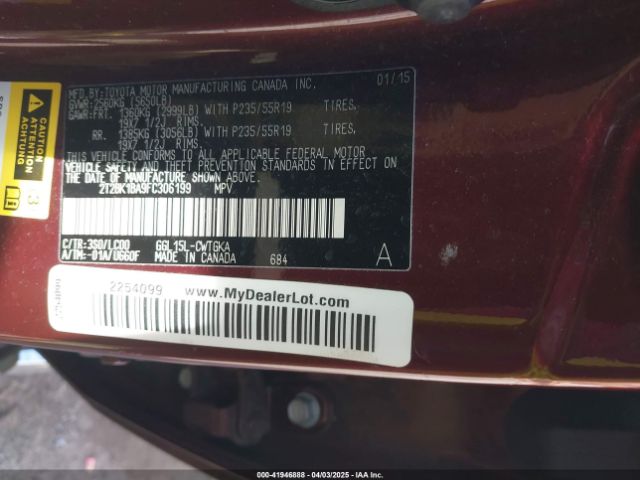 MFD.BY:TOYOTA MOTOR MANUFACTURING CANADA INC. 01/15
GVWR:2560KG (5650LB)
GAWR:FRT. 1360KG (2999LB) WITH P235/55R19 TIRES,
19X7 1/2J RIMS,
RR. 1385KG (3056LB) WITH P235/55R19 TIRES,
19X7 1/2J RIMS,
THIS VEHICLE CONFORMS TO ALL APPLICABLE FEDERAL MOTOR
VEHICLE SAFETY AND THEFT PREVENTION STANDARDS IN EFFECT ON
THE DATE OF MANUFACTURE SHOWN ABOVE.
2T2BK1BA9FC306199 MPV
C/TR:3S0/LC00 GGL15L-CWTGKA
A/TM:-01A/U660F MADE IN CANADA 684 A
CAUTION
ATTENTION
2254099 www.MyDealerLot.com
000-41946888 04/03/2025 IAAI.COM